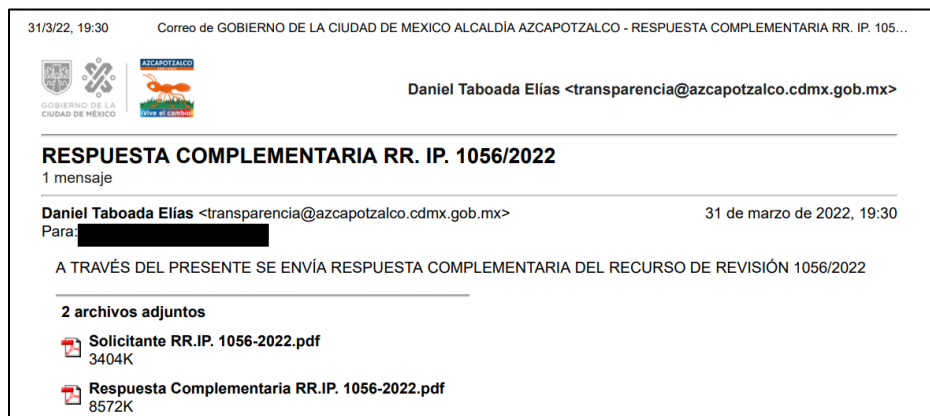 31/3/22, 19:30 Correo de GOBIERNO DE LA CIUDAD DE MEXICO ALCALDÍA AZCAPOTZALCO - RESPUESTA COMPLEMENTARIA RR. IP. 105...
AZCAPOTZALCO
GOBIERNO DE LA
CIUDAD DE MÉXICO
¡Vive el cambio!
Daniel Taboada Elías <transparencia@azcapotzalco.cdmx.gob.mx>
RESPUESTA COMPLEMENTARIA RR. IP. 1056/2022
1 mensaje
Daniel Taboada Elías <transparencia@azcapotzalco.cdmx.gob.mx> 31 de marzo de 2022, 19:30
Para:
A TRAVÉS DEL PRESENTE SE ENVÍA RESPUESTA COMPLEMENTARIA DEL RECURSO DE REVISIÓN 1056/2022
2 archivos adjuntos
Solicitante RR.IP. 1056-2022.pdf
3404K
Respuesta Complementaria RR.IP. 1056-2022.pdf
8572K